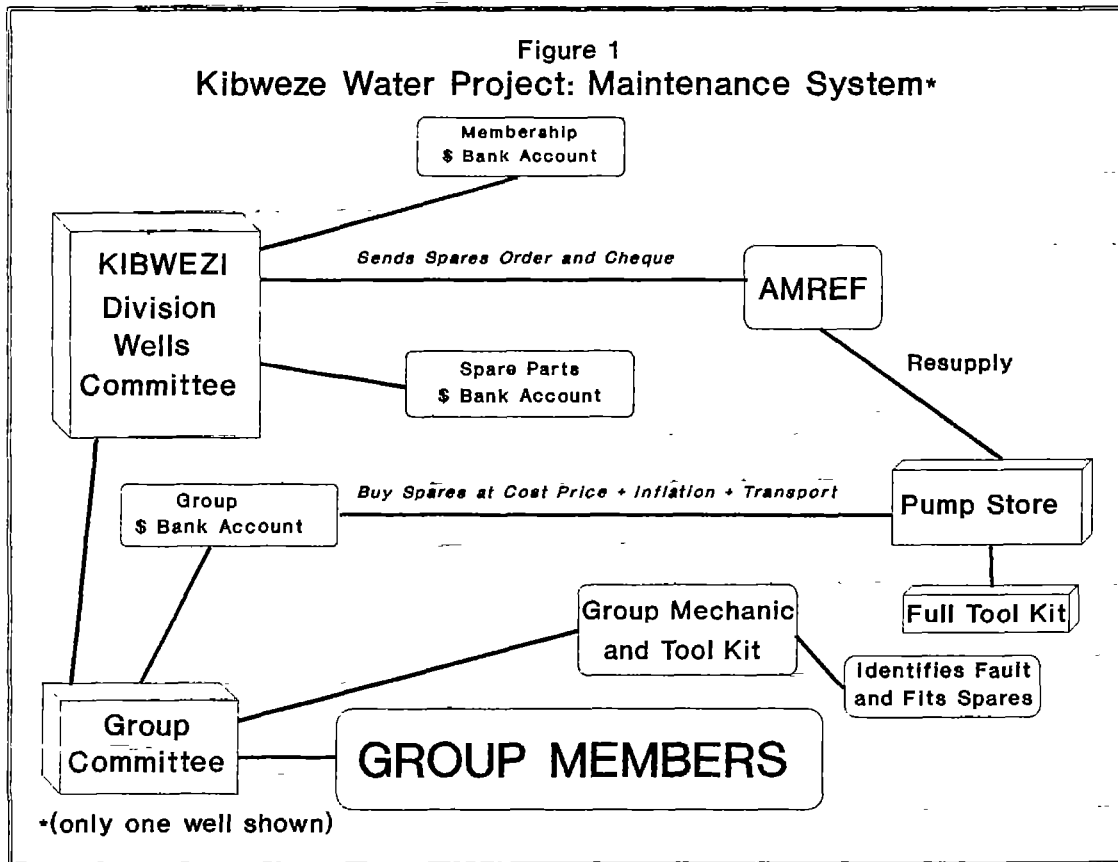 Figure 1
Kibweze Water Project: Maintenance System*
Membership
$ Bank Account
KIBWEZI
Division
Wells
Committee
Sends Spares Order and Cheque
AMREF
Resupply
Spare Parts
$ Bank Account
Group
$ Bank Account
Buy Spares at Cost Price + Inflation + Transport
Pump Store
Full Tool Kit
Group Mechanic
and Tool Kit
Identifies Fault
and Fits Spares
Group
Committee
GROUP MEMBERS
*(only one well shown)